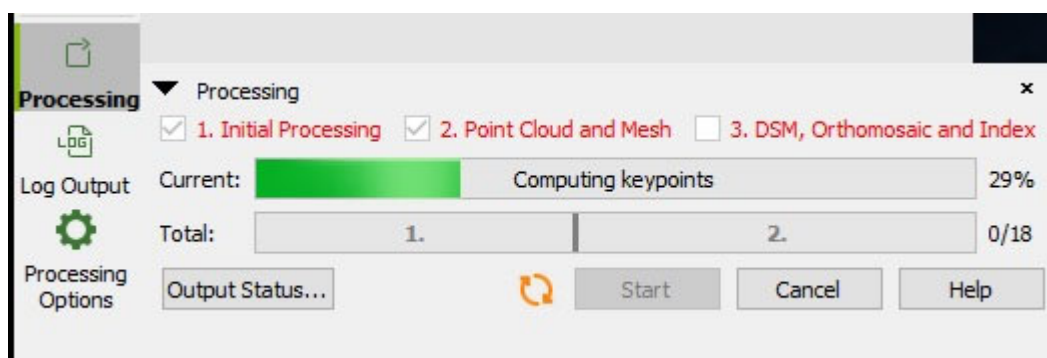 Processing
LOG
Log Output
Processing
Options
Processing
×
1. Initial Processing 2. Point Cloud and Mesh 3. DSM, Orthomosaic and Index
Current: Computing keypoints 29%
Total: 1. 2. 0/18
Output Status... Start Cancel Help